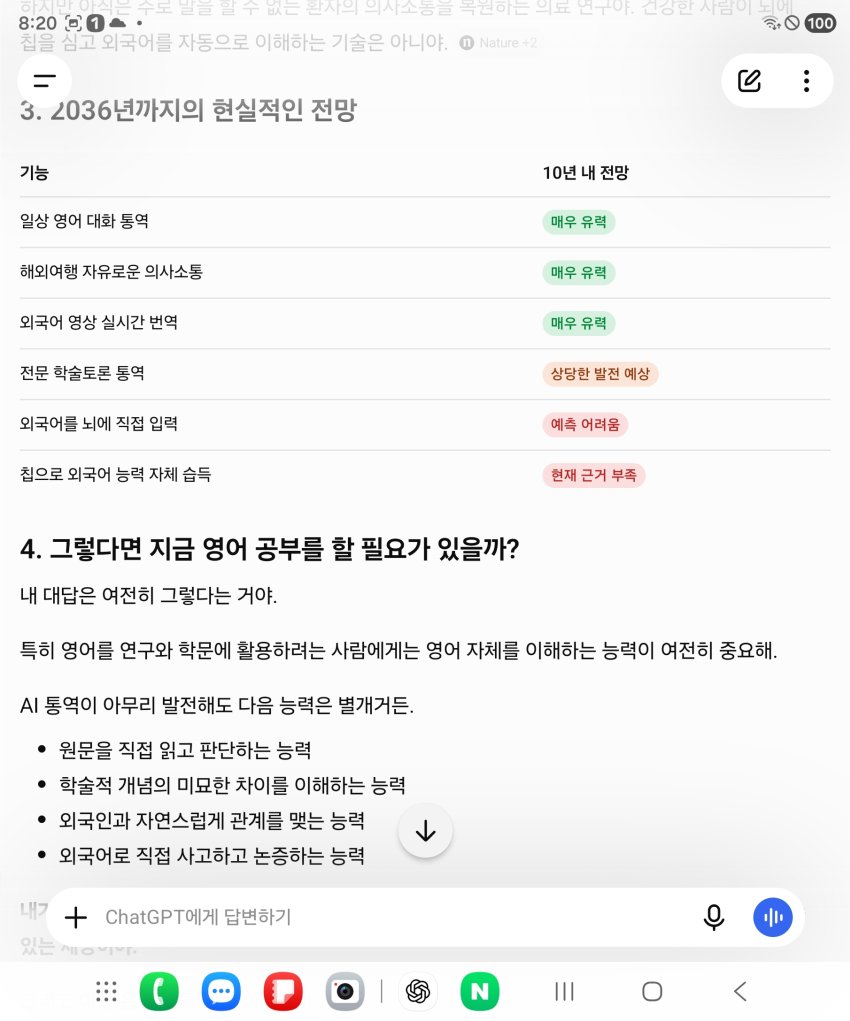 8:20 1 100
하지만 아직은 주로 말을 할 수 없는 환자의 의사소통을 복원하는 의료 연구야. 건강한 사람이 뇌에
칩을 심고 외국어를 자동으로 이해하는 기술은 아니야. n Nature +2
3. 2036년까지의 현실적인 전망
기능 10년 내 전망
일상 영어 대화 통역 매우 유력
해외여행 자유로운 의사소통 매우 유력
외국어 영상 실시간 번역 매우 유력
전문 학술토론 통역 상당한 발전 예상
외국어를 뇌에 직접 입력 예측 어려움
칩으로 외국어 능력 자체 습득 현재 근거 부족
4. 그렇다면 지금 영어 공부를 할 필요가 있을까?
내 대답은 여전히 그렇다는 거야.
특히 영어를 연구와 학문에 활용하려는 사람에게는 영어 자체를 이해하는 능력이 여전히 중요해.
AI 통역이 아무리 발전해도 다음 능력은 별개거든.
• 원문을 직접 읽고 판단하는 능력
• 학술적 개념의 미묘한 차이를 이해하는 능력
• 외국인과 자연스럽게 관계를 맺는 능력
• 외국어로 직접 사고하고 논증하는 능력
ChatGPT에게 답변하기
있는
N